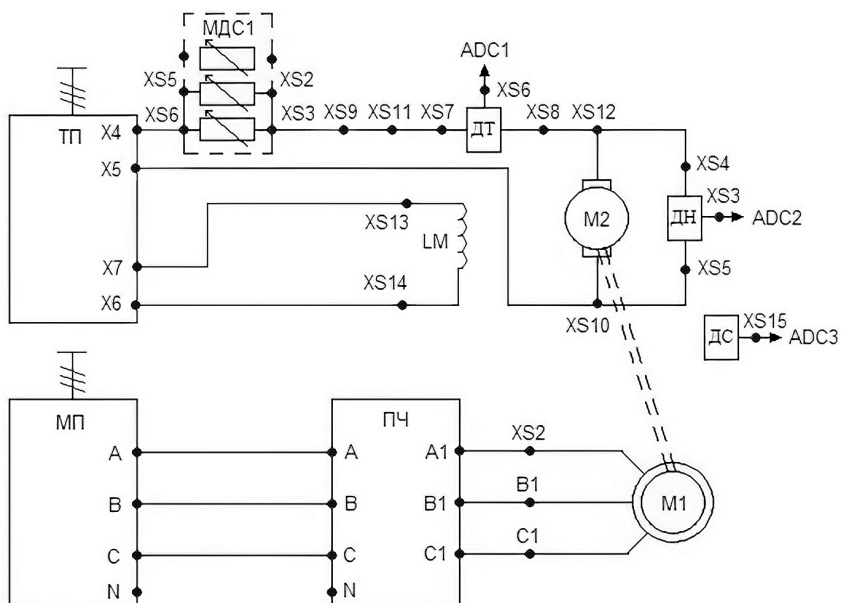 МДС1
ADC1
XS5 XS2
XS6
ТП X4 XS6 XS3 XS9 XS11 XS7 ДТ XS8 XS12
X5
XS4
XS3
М2 ДН ADC2
XS13
LM
X7
XS14
XS5
X6
XS10
XS15
ДС ADC3
МП ПЧ
A A A1 XS2
B B B1 B1 М1
C C C1 C1
N N